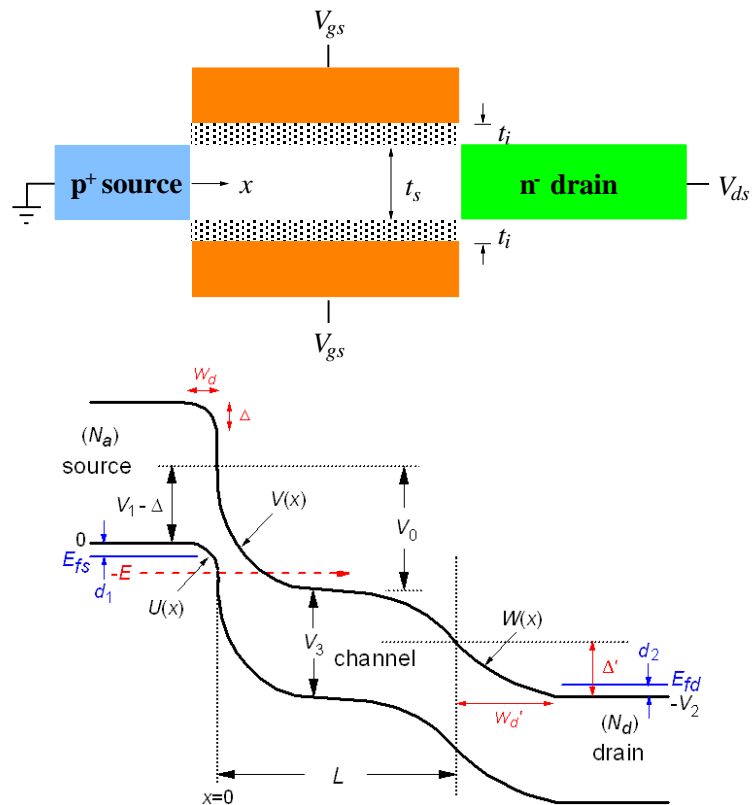 V_gs
t_i
p⁺ source
x
t_s
n⁻ drain
V_ds
t_i
V_gs
W_d
Δ
(N_a)
source
V_1 - Δ
V(x)
V_0
0
E_fs
-E
d_1
U(x)
V_3
channel
W(x)
Δ'
d_2
E_fd
-V_2
W_d'
(N_d)
drain
L
x=0